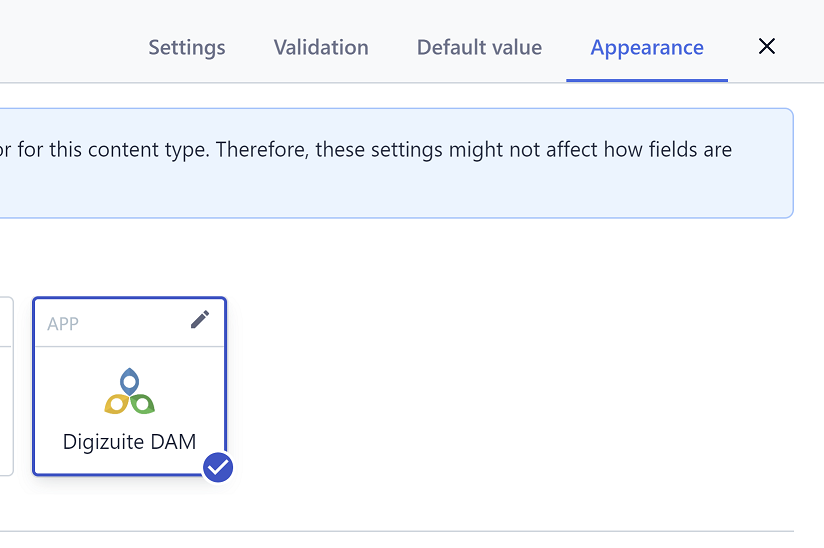 Settings Validation Default value Appearance
for this content type. Therefore, these settings might not affect how fields are
APP
Digizuite DAM